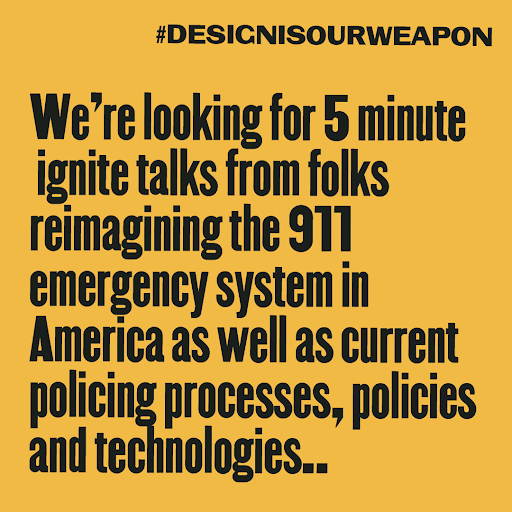 #DESIGNISOURWEAPON
We're looking for 5 minute
ignite talks from folks
reimagining the 911
emergency system in
America as well as current
policing processes, policies
and technologies..